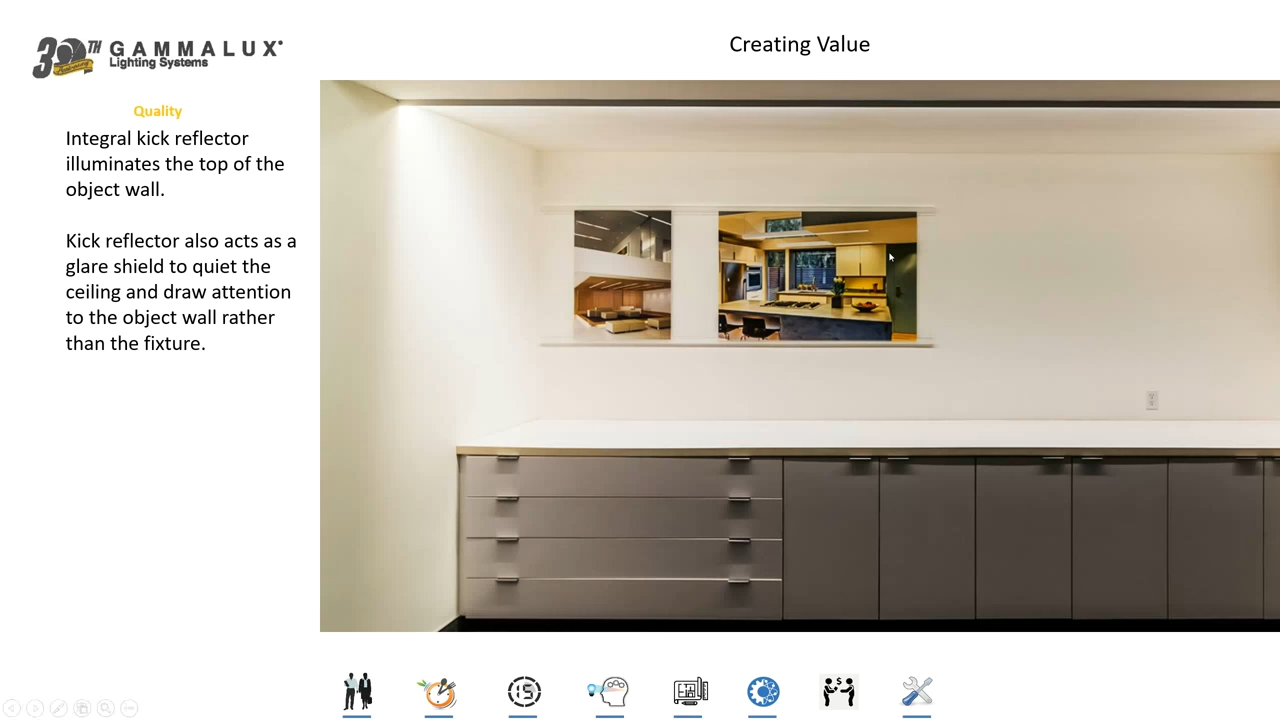 30TH
GAMMALUX
Lighting Systems
Creating Value
Quality
Integral kick reflector
illuminates the top of the
object wall.
Kick reflector also acts as a
glare shield to quiet the
ceiling and draw attention
to the object wall rather
than the fixture.
15
$